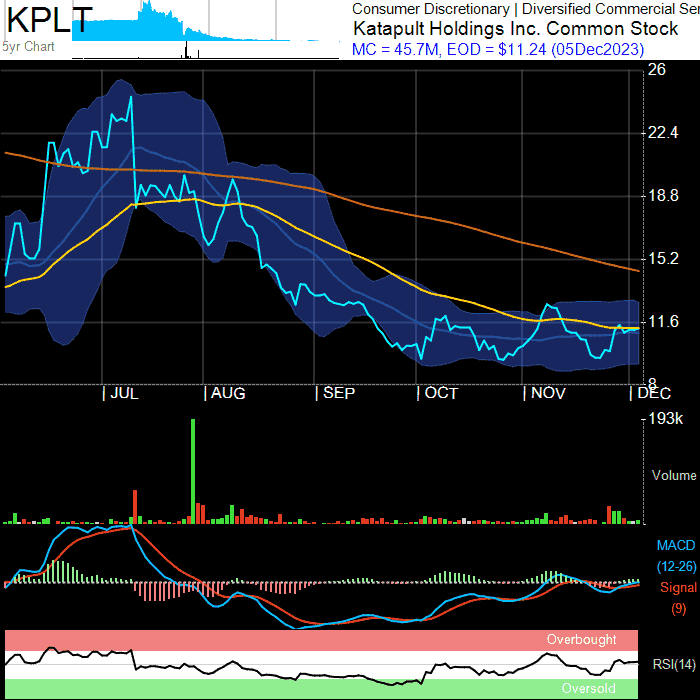 KPLT
5yr Chart
Consumer Discretionary | Diversified Commercial Ser
Katapult Holdings Inc. Common Stock
MC = 45.7M, EOD = $11.24 (05Dec2023)
26
22.4
18.8
15.2
11.6
8
| JUL | AUG | SEP | OCT | NOV | DEC
193k
Volume
MACD
(12-26)
Signal
(9)
Overbought
RSI(14)
Oversold